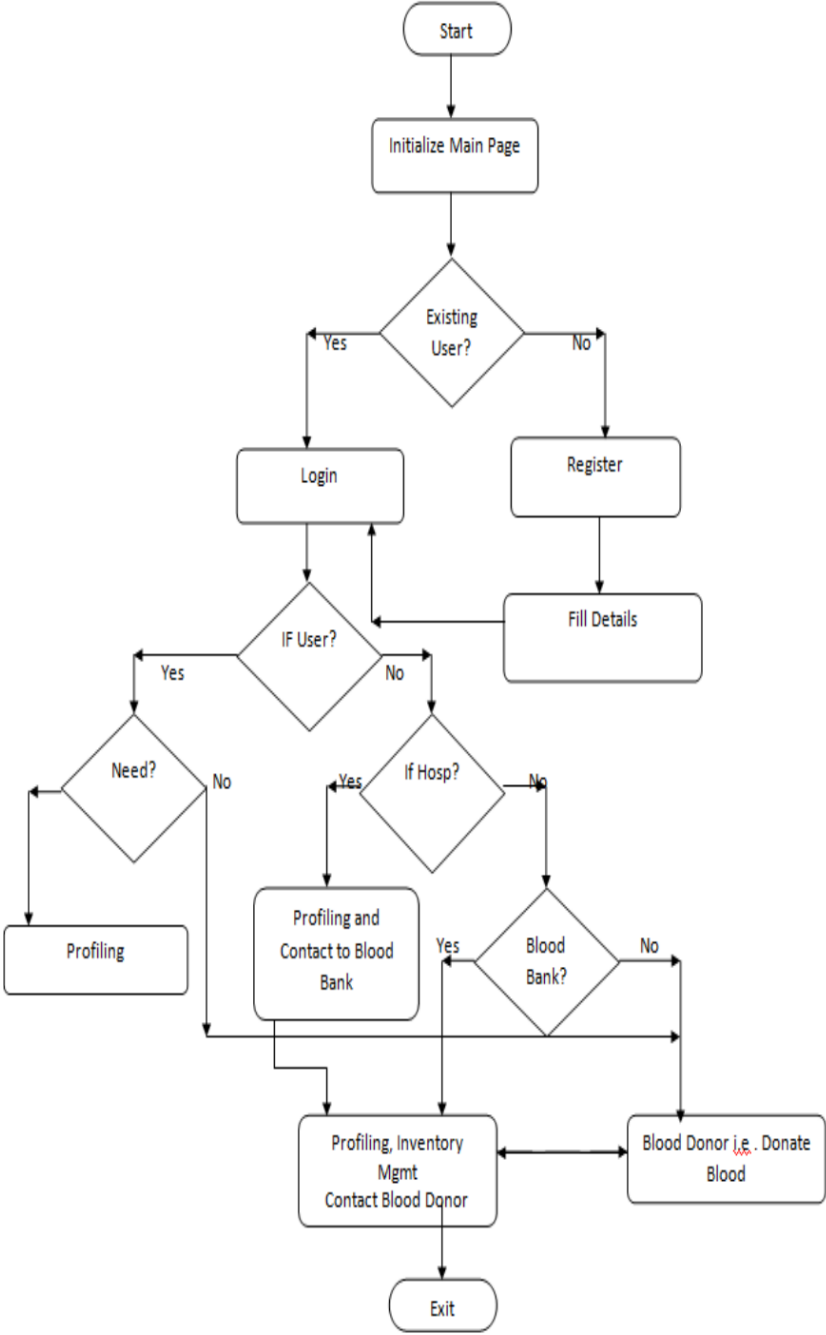 Start
Initialize Main Page
Existing
User?
Yes
No
Login
Register
Fill Details
IF User?
Yes
No
Need?
No
If Hosp?
Yes
No
Profiling
Profiling and
Contact to Blood
Bank
Yes
Blood
Bank?
No
Profiling, Inventory
Mgmt
Contact Blood Donor
Blood Donor i.e . Donate
Blood
Exit